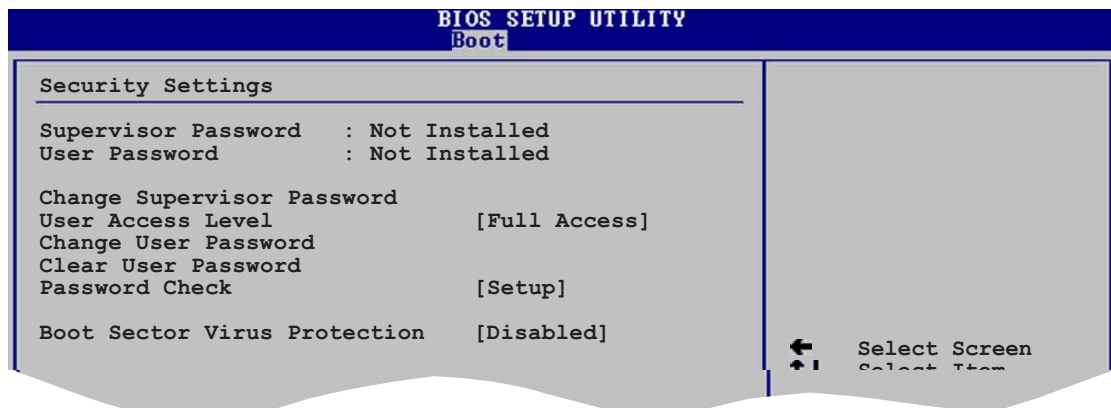 BIOS SETUP UTILITY
Boot
Security Settings
Supervisor Password : Not Installed
User Password : Not Installed
Change Supervisor Password
User Access Level [Full Access]
Change User Password
Clear User Password
Password Check [Setup]
Boot Sector Virus Protection [Disabled]
← Select Screen
↑↓ Select Item